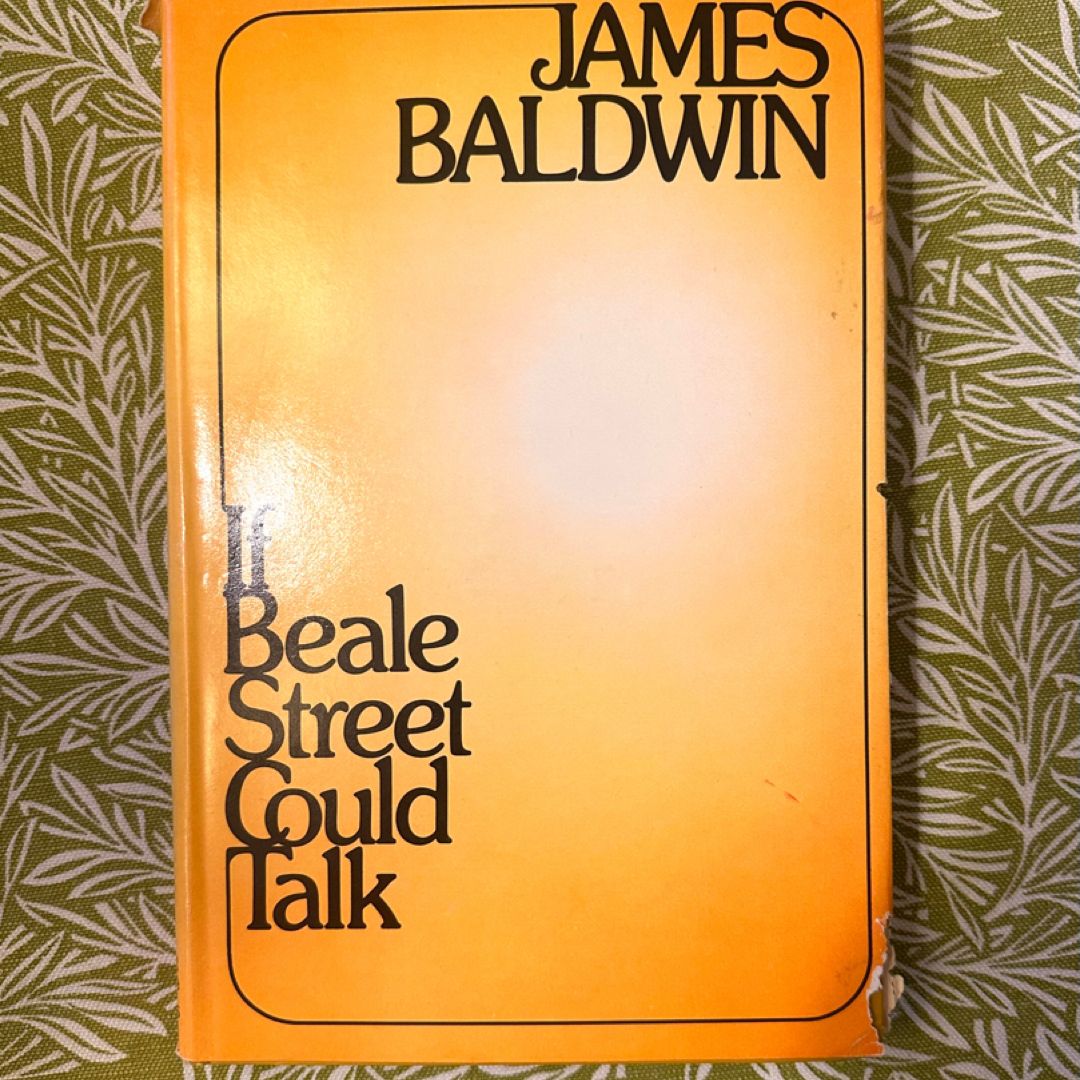 JAMES
BALDWIN
If
Beale
Street
Could
Talk